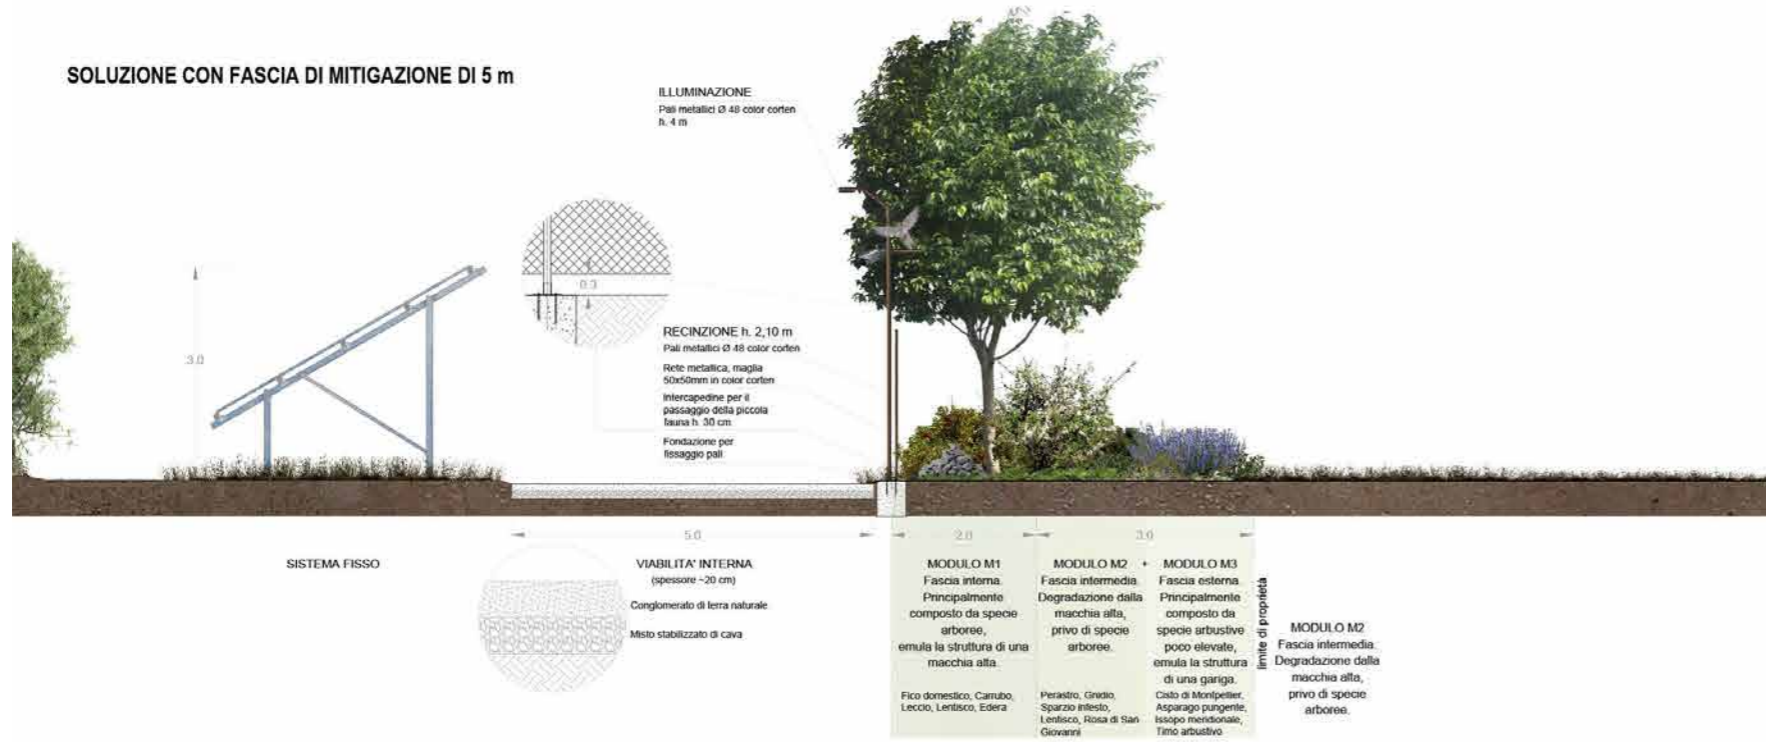 SOLUZIONE CON FASCIA DI MITIGAZIONE DI 5 m
ILLUMINAZIONE
Pali metallici Ø 48 color corten
h. 4 m
0.3
3.0
RECINZIONE h. 2,10 m
Pali metallici Ø 48 color corten
Rete metallica, maglia
50x50mm in color corten
Intercapedine per il
passaggio della piccola
fauna h. 30 cm
Fondazione per
fissaggio pali
5.0
2.0
3.0
SISTEMA FISSO
VIABILITA' INTERNA
(spessore ~20 cm)
Conglomerato di terra naturale
Misto stabilizzato di cava
MODULO M1
Fascia interna.
Principalmente
composto da specie
arboree,
emula la struttura di una
macchia alta.
Fico domestico, Carrubo,
Leccio, Lentisco, Edera
MODULO M2 +
Fascia intermedia.
Degradazione dalla
macchia alta,
privo di specie
arboree.
Perastro, Gnidio,
Sparzio infesto,
Lentisco, Rosa di San
Giovanni
MODULO M3
Fascia esterna.
Principalmente
composto da
specie arbustive
poco elevate,
emula la struttura
di una gariga.
Cisto di Montpellier,
Asparago pungente,
Issopo meridionale,
Timo arbustivo
limite di proprietà
MODULO M2
Fascia intermedia.
Degradazione dalla
macchia alta,
privo di specie
arboree.